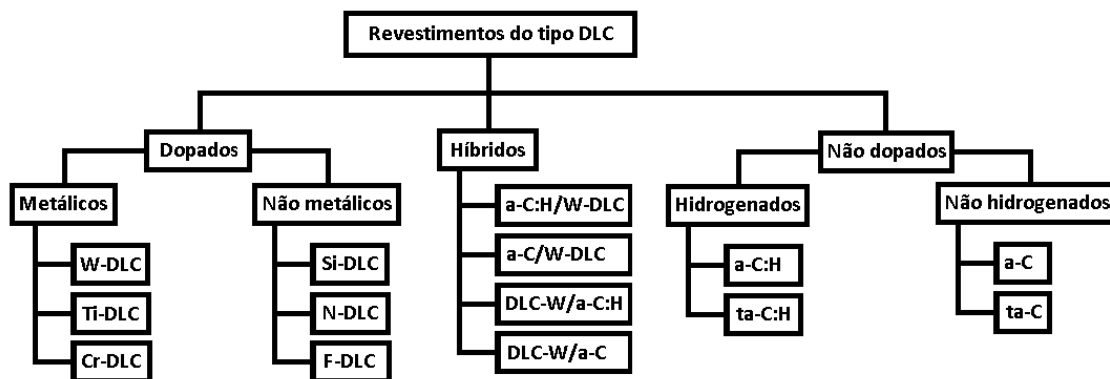 Revestimentos do tipo DLC
Dopados
Híbridos
Não dopados
Metálicos
Não metálicos
a-C:H/W-DLC
Hidrogenados
Não hidrogenados
W-DLC
Si-DLC
a-C/W-DLC
a-C:H
a-C
Ti-DLC
N-DLC
DLC-W/a-C:H
ta-C:H
ta-C
Cr-DLC
F-DLC
DLC-W/a-C